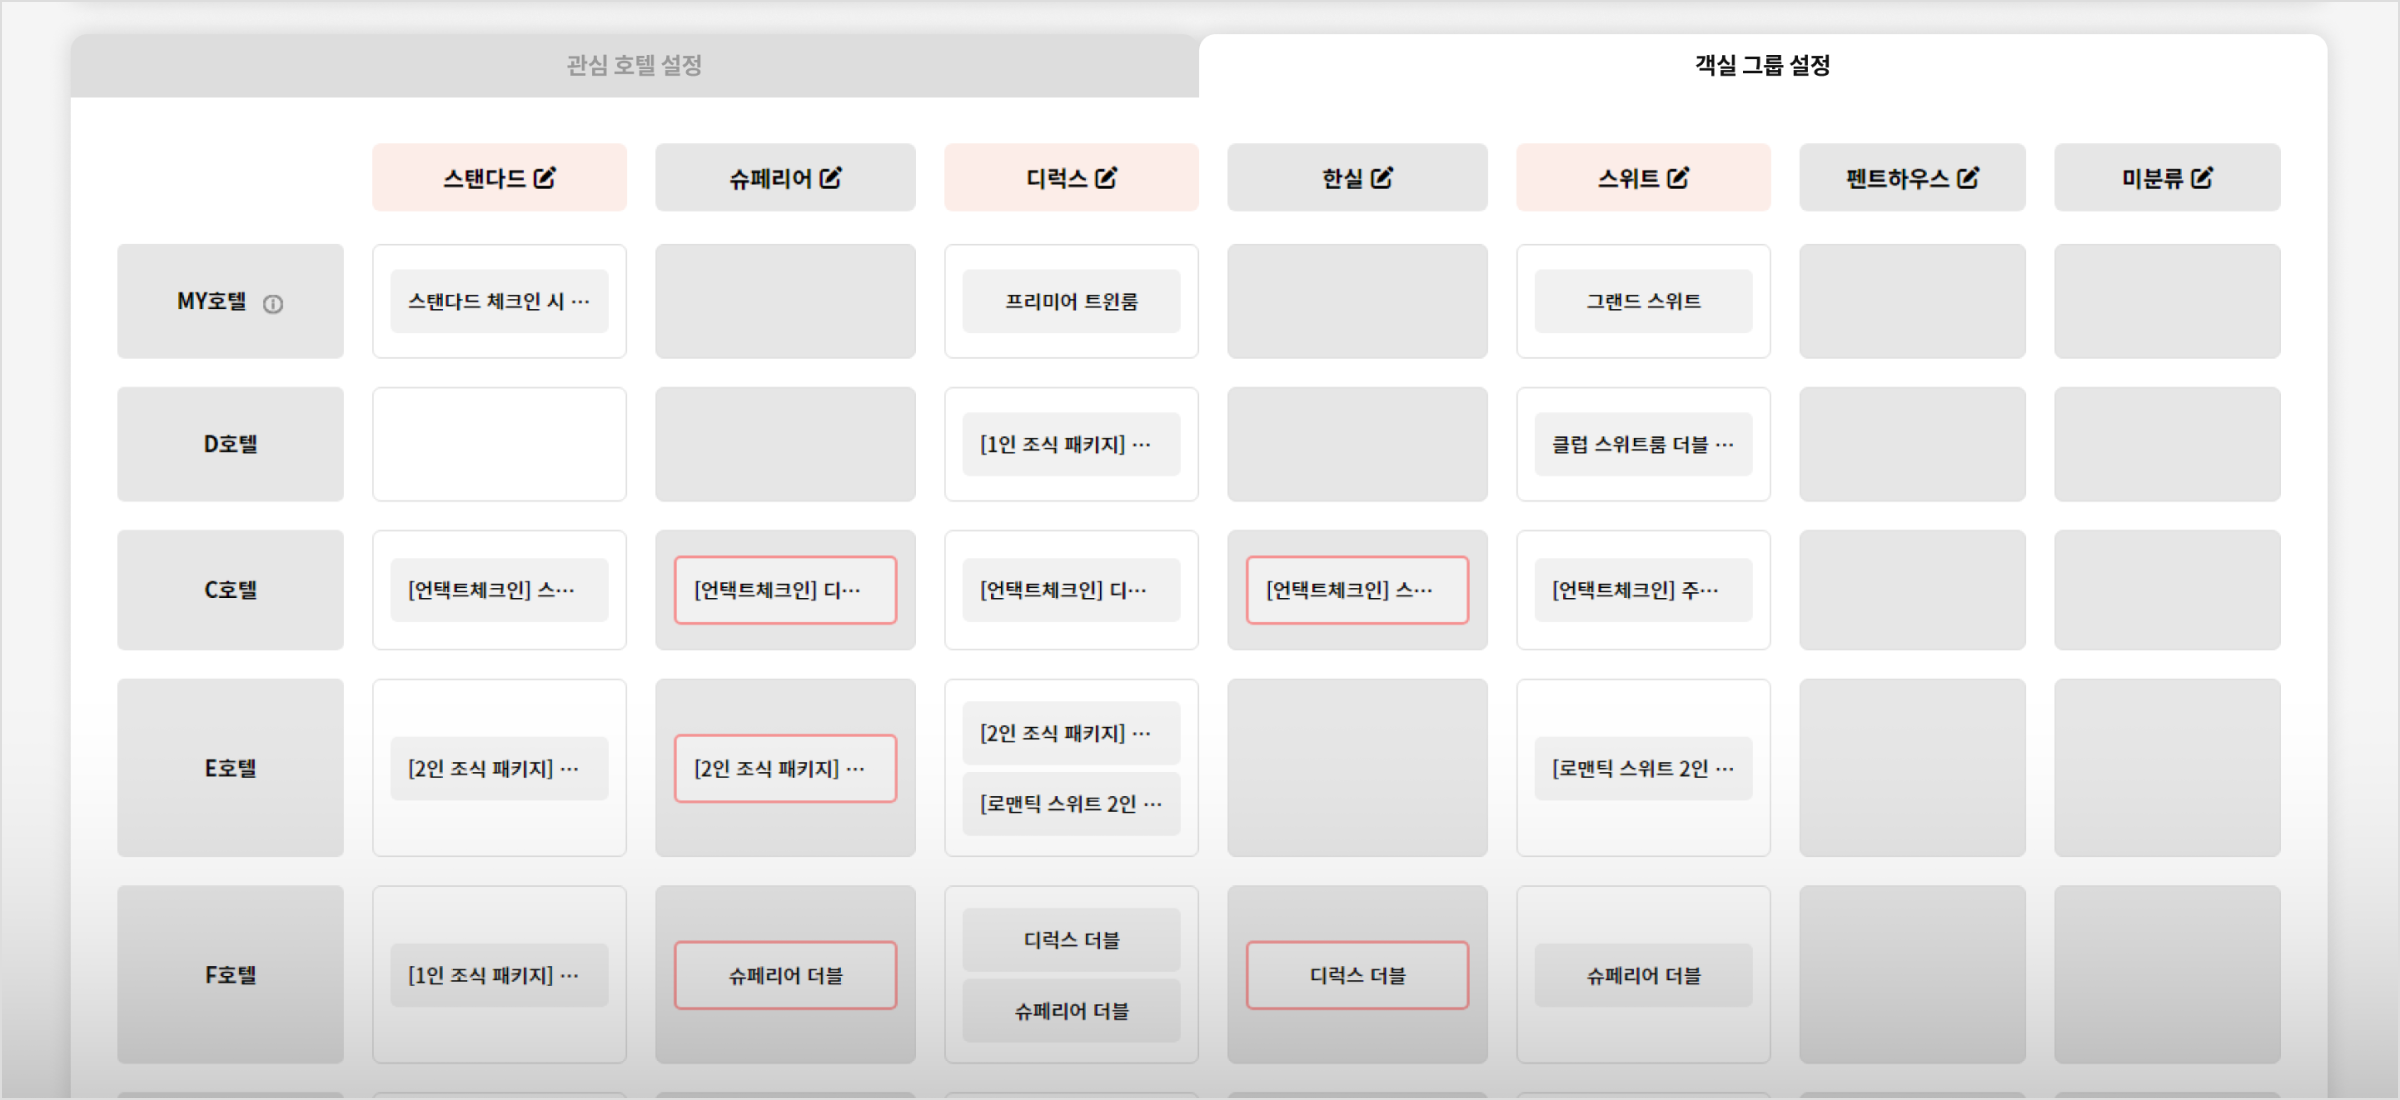 관심 호텔 설정
객실 그룹 설정
스탠다드
슈페리어
디럭스
한실
스위트
펜트하우스
미분류
MY호텔
스탠다드 체크인 시 ···
프리미어 트윈룸
그랜드 스위트
D호텔
[1인 조식 패키지] ···
클럽 스위트룸 더블 ···
C호텔
[언택트체크인] 스···
[언택트체크인] 디···
[언택트체크인] 디···
[언택트체크인] 스···
[언택트체크인] 주···
E호텔
[2인 조식 패키지] ···
[2인 조식 패키지] ···
[2인 조식 패키지] ···
[로맨틱 스위트 2인 ···
[로맨틱 스위트 2인 ···
F호텔
[1인 조식 패키지] ···
슈페리어 더블
디럭스 더블
슈페리어 더블
디럭스 더블
슈페리어 더블